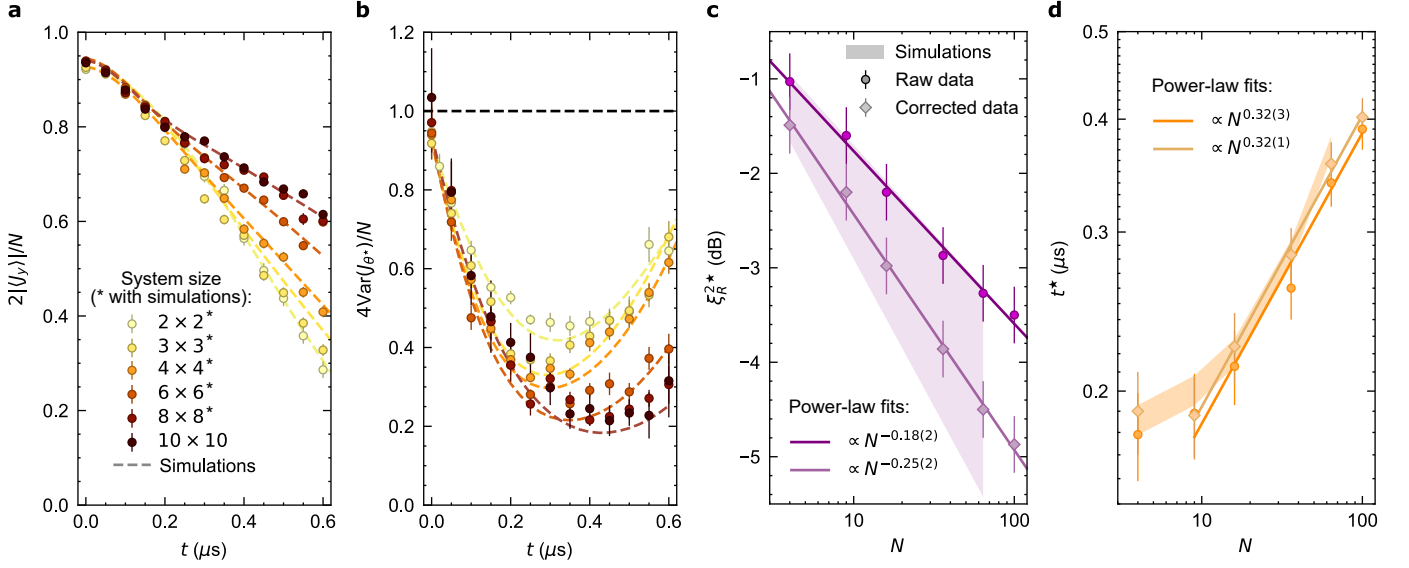 a
1.0
0.8
0.6
0.4
0.2
0.0
2|⟨J_y⟩|/N
System size
(* with simulations):
2 × 2*
3 × 3*
4 × 4*
6 × 6*
8 × 8*
10 × 10
Simulations
0.0 0.2 0.4 0.6
t (μs)
b
1.2
1.0
0.8
0.6
0.4
0.2
0.0
4Var(J_θ*)/N
0.0 0.2 0.4 0.6
t (μs)
c
−1
−2
−3
−4
−5
ξ_R^2★ (dB)
Simulations
Raw data
Corrected data
Power-law fits:
∝ N^−0.18(2)
∝ N^−0.25(2)
10 100
N
d
0.5
0.4
0.3
0.2
t★ (μs)
Power-law fits:
∝ N^0.32(3)
∝ N^0.32(1)
10 100
N